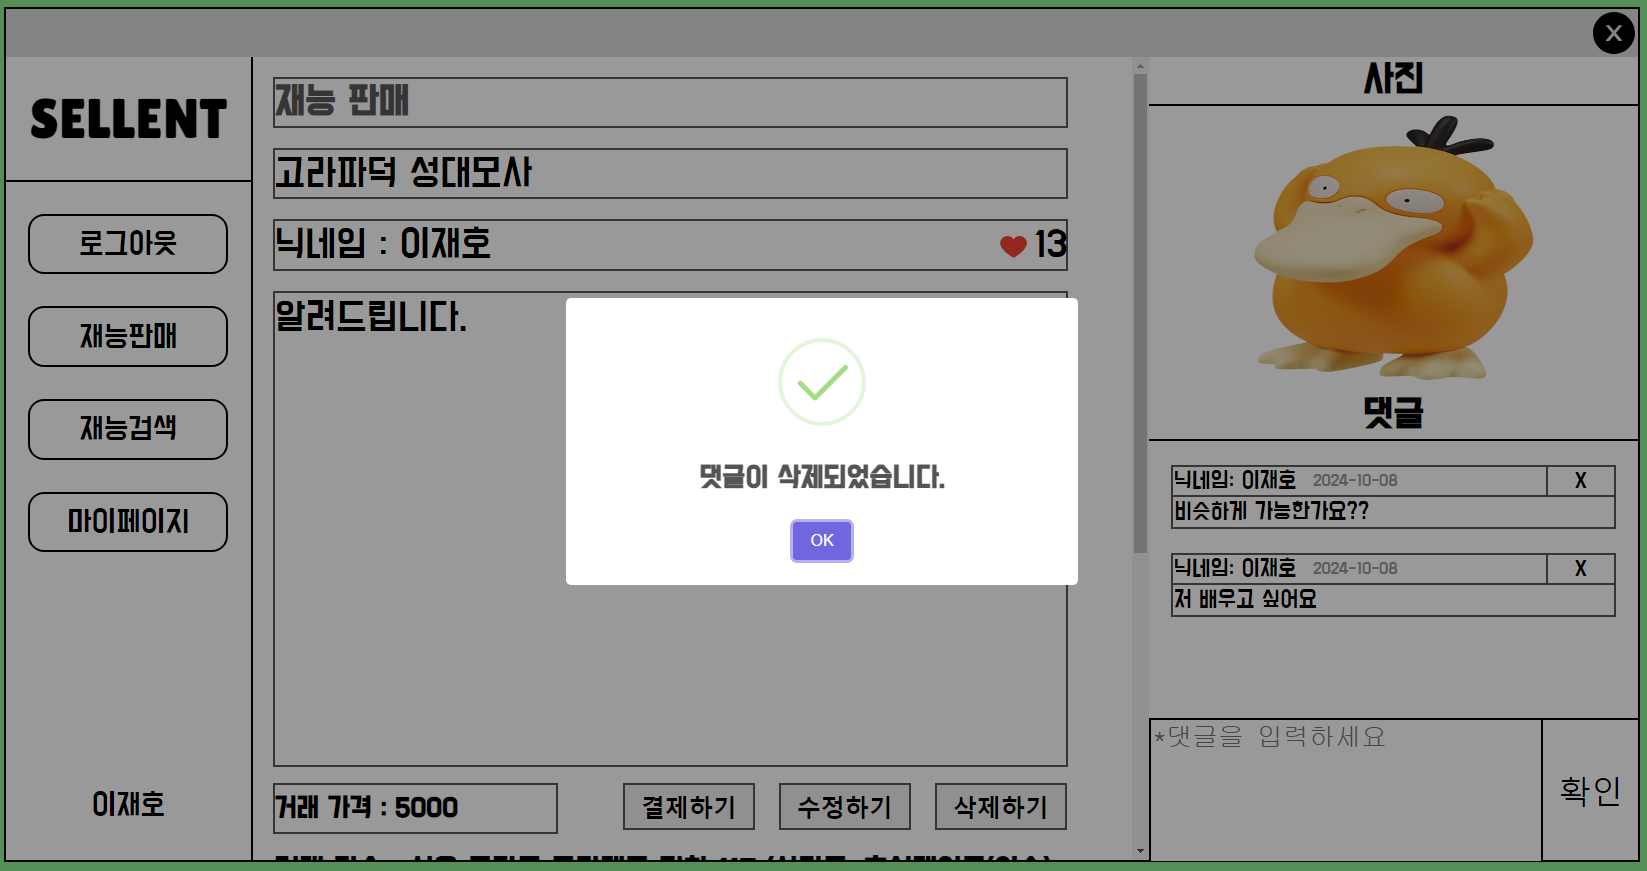 X
SELLENT
로그아웃
재능판매
재능검색
마이페이지
이재호
재능 판매
고라파덕 성대모사
닉네임 : 이재호
13
알려드립니다.
거래 가격 : 5000
결제하기
수정하기
삭제하기
댓글이 삭제되었습니다.
OK
사진
댓글
닉네임: 이재호 2024-10-08 X
비슷하게 가능한가요??
닉네임: 이재호 2024-10-08 X
저 배우고 싶어요
*댓글을 입력하세요
확인